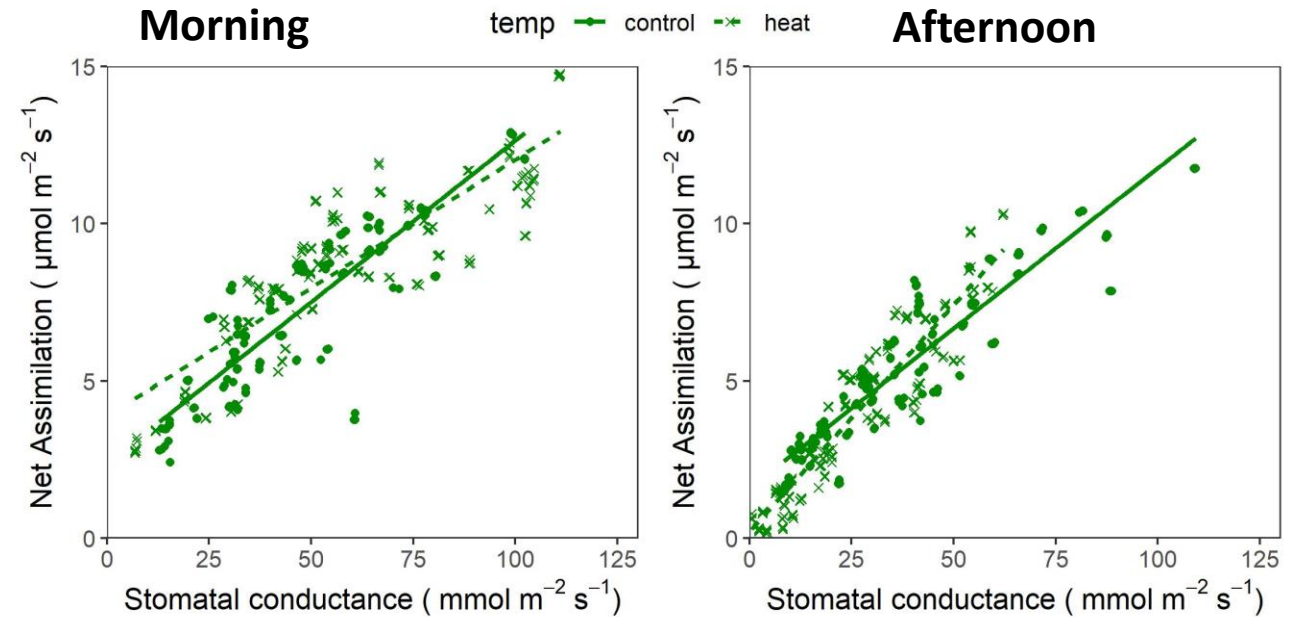 Morning
temp control heat
Afternoon
15
10
5
0
Net Assimilation ( μmol m−2 s−1)
0 25 50 75 100 125
Stomatal conductance ( mmol m−2 s−1)
15
10
5
0
Net Assimilation ( μmol m−2 s−1)
0 25 50 75 100 125
Stomatal conductance ( mmol m−2 s−1)